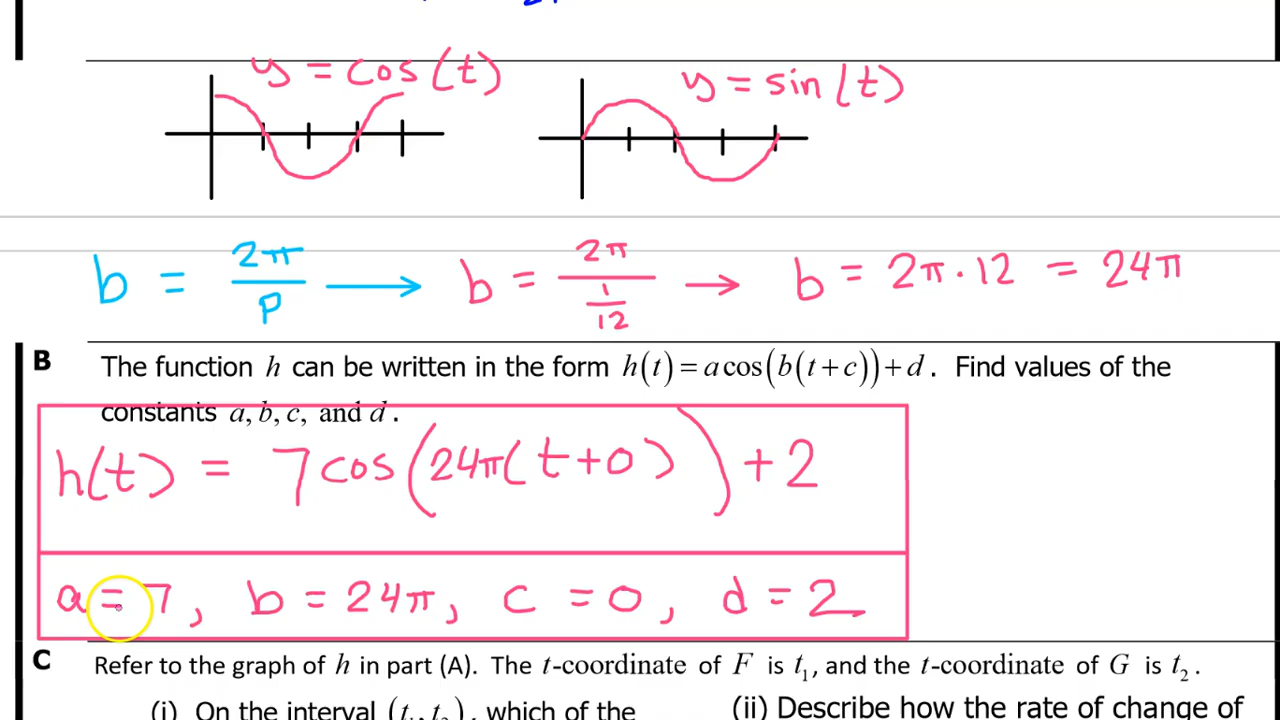 y = cos(t)
y = sin(t)
b = 2π/P → b = 2π/(1/12) → b = 2π · 12 = 24π
B The function h can be written in the form h(t) = a cos(b(t + c)) + d. Find values of the
constants a, b, c, and d.
h(t) = 7cos(24π(t+0)) + 2
a = 7, b = 24π, c = 0, d = 2
C Refer to the graph of h in part (A). The t-coordinate of F is t₁, and the t-coordinate of G is t₂.
(i) On the interval (t₁, t₂), which of the
(ii) Describe how the rate of change of